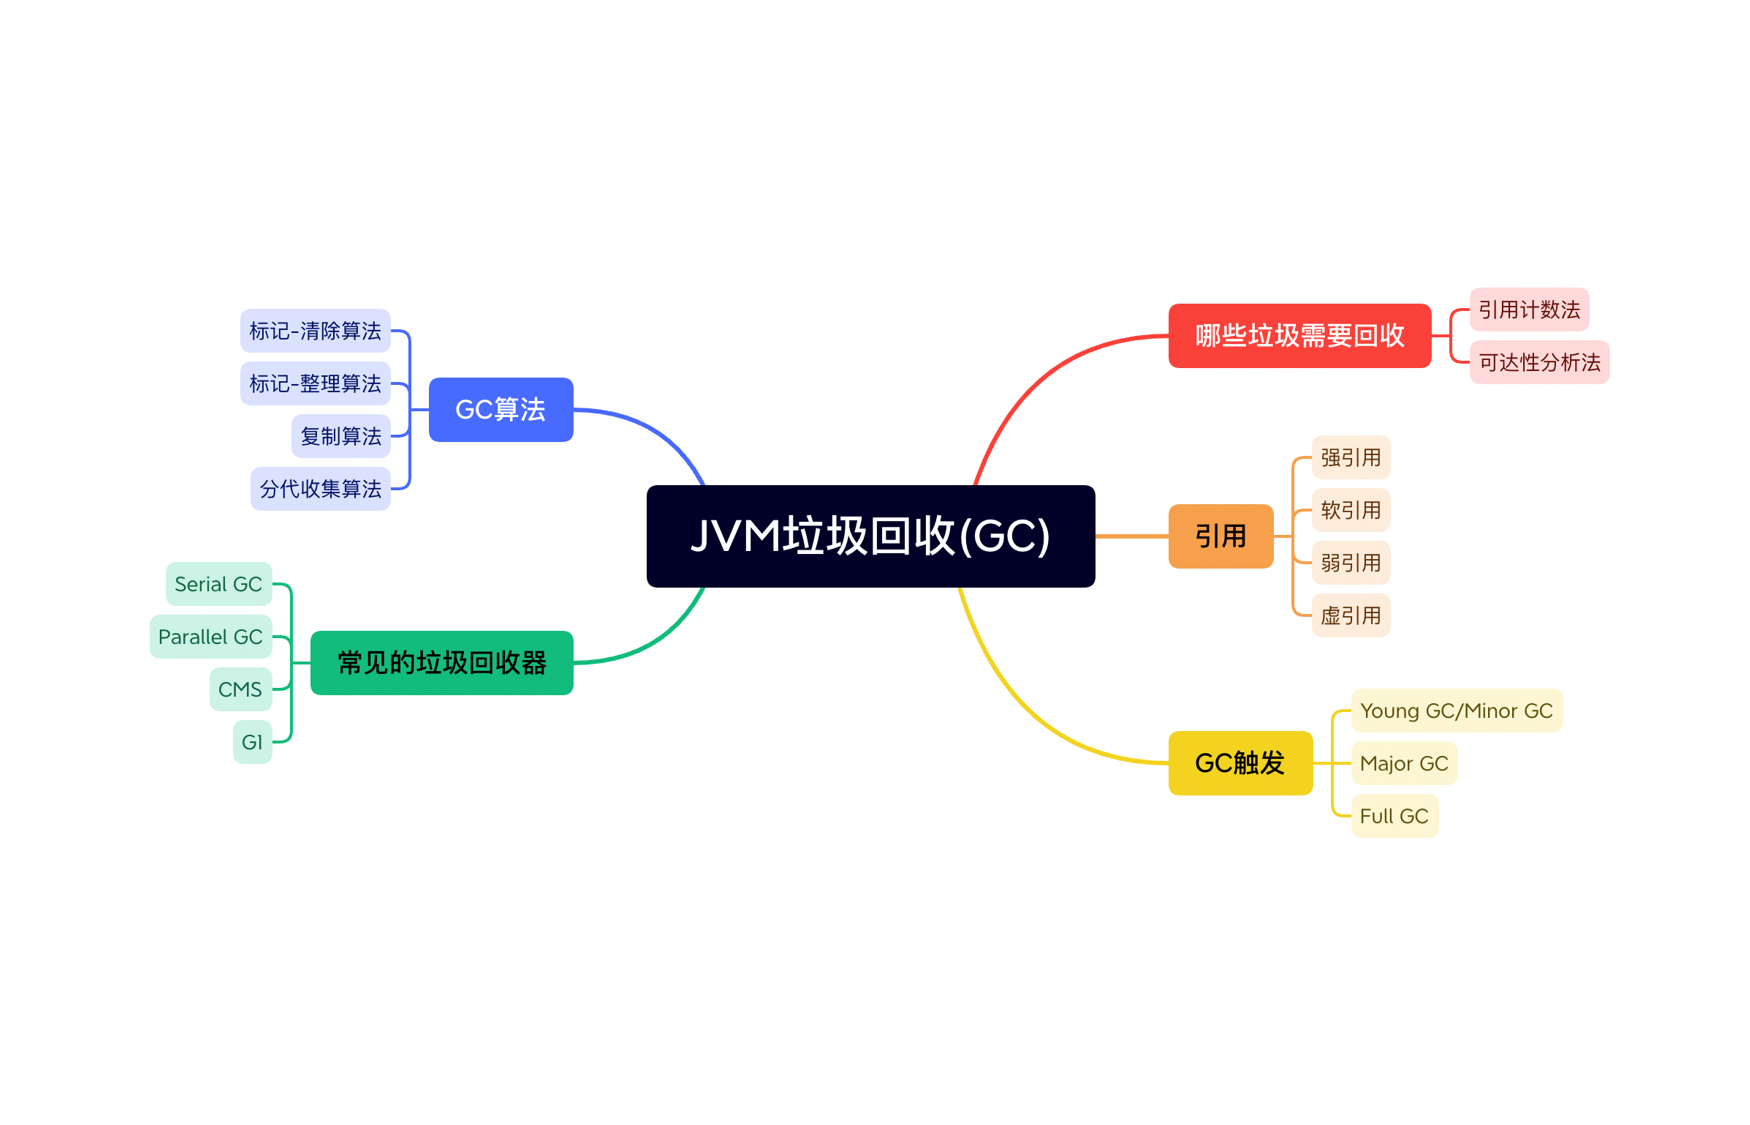 JVM垃圾回收(GC)
哪些垃圾需要回收
引用计数法
可达性分析法
引用
强引用
软引用
弱引用
虚引用
GC触发
Young GC/Minor GC
Major GC
Full GC
GC算法
标记-清除算法
标记-整理算法
复制算法
分代收集算法
常见的垃圾回收器
Serial GC
Parallel GC
CMS
G1